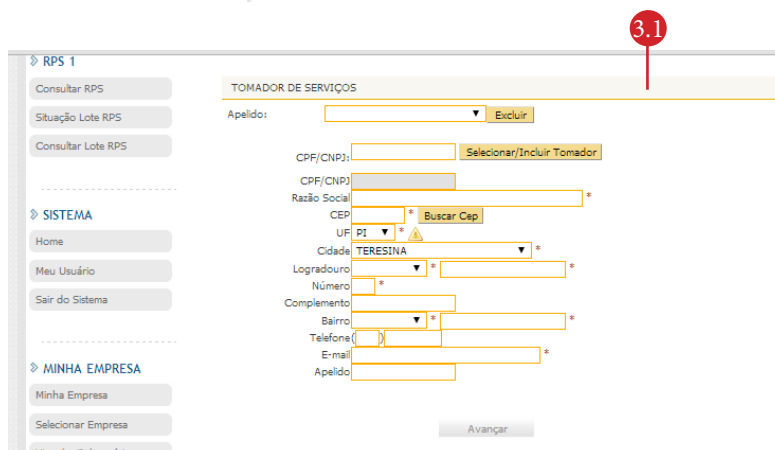 3.1
RPS 1
Consultar RPS
Situação Lote RPS
Consultar Lote RPS
SISTEMA
Home
Meu Usuário
Sair do Sistema
MINHA EMPRESA
Minha Empresa
Selecionar Empresa
TOMADOR DE SERVIÇOS
Apelido: Excluir
CPF/CNPJ: Selecionar/Incluir Tomador
CPF/CNPJ
Razão Social *
CEP * Buscar Cep
UF PI *
Cidade TERESINA *
Logradouro * *
Número *
Complemento
Bairro * *
Telefone ( )
E-mail *
Apelido
Avançar